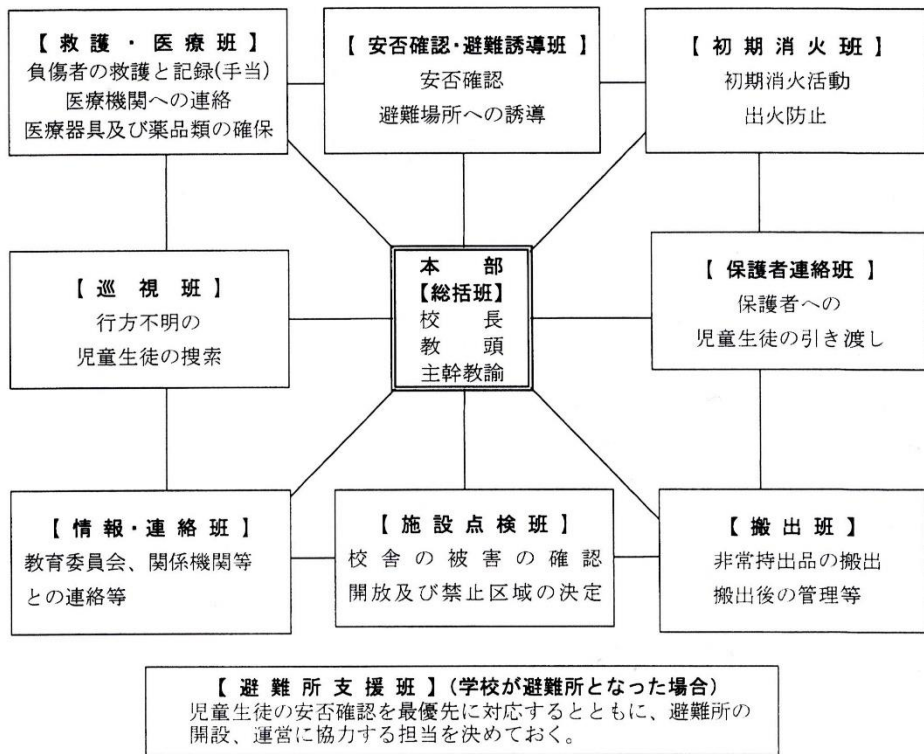 【 救 護 ・ 医 療 班 】
負傷者の救護と記録(手当)
医療機関への連絡
医療器具及び薬品類の確保
【 安否確認・避難誘導班 】
安否確認
避難場所への誘導
【 初 期 消 火 班 】
初期消火活動
出火防止
【 巡 視 班 】
行方不明の
児童生徒の捜索
本 部
【総括班】
校 長
教 頭
主幹教諭
【 保護者連絡班 】
保護者への
児童生徒の引き渡し
【 情 報 ・ 連 絡 班 】
教育委員会、関係機関等
との連絡等
【 施 設 点 検 班 】
校 舎 の 被 害 の 確 認
開放及び禁止区域の決定
【 搬 出 班 】
非常持出品の搬出
搬出後の管理等
【 避 難 所 支 援 班 】(学校が避難所となった場合)
児童生徒の安否確認を最優先に対応するとともに、避難所の
開設、運営に協力する担当を決めておく。